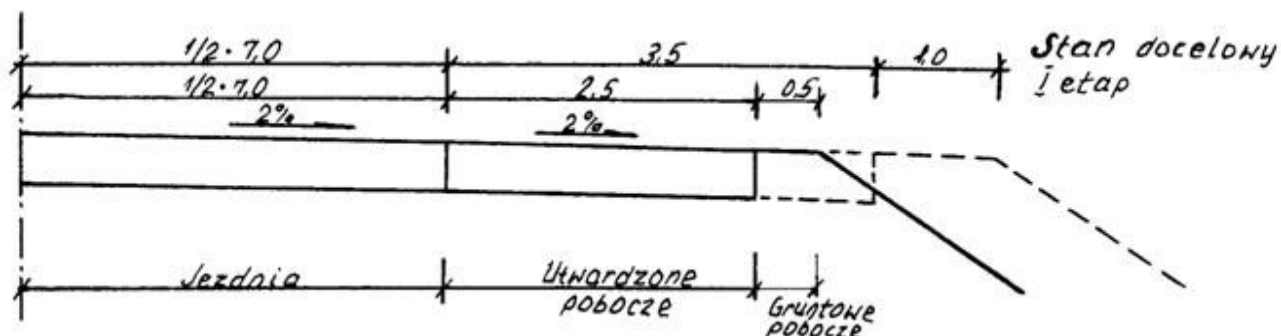 1/2·7,0 3,5 1,0 Stan docelowy
1/2·7,0 2,5 0,5 I etap
2% 2%
Jezdnia
Utwardzone
pobocze
Gruntowe
pobocze